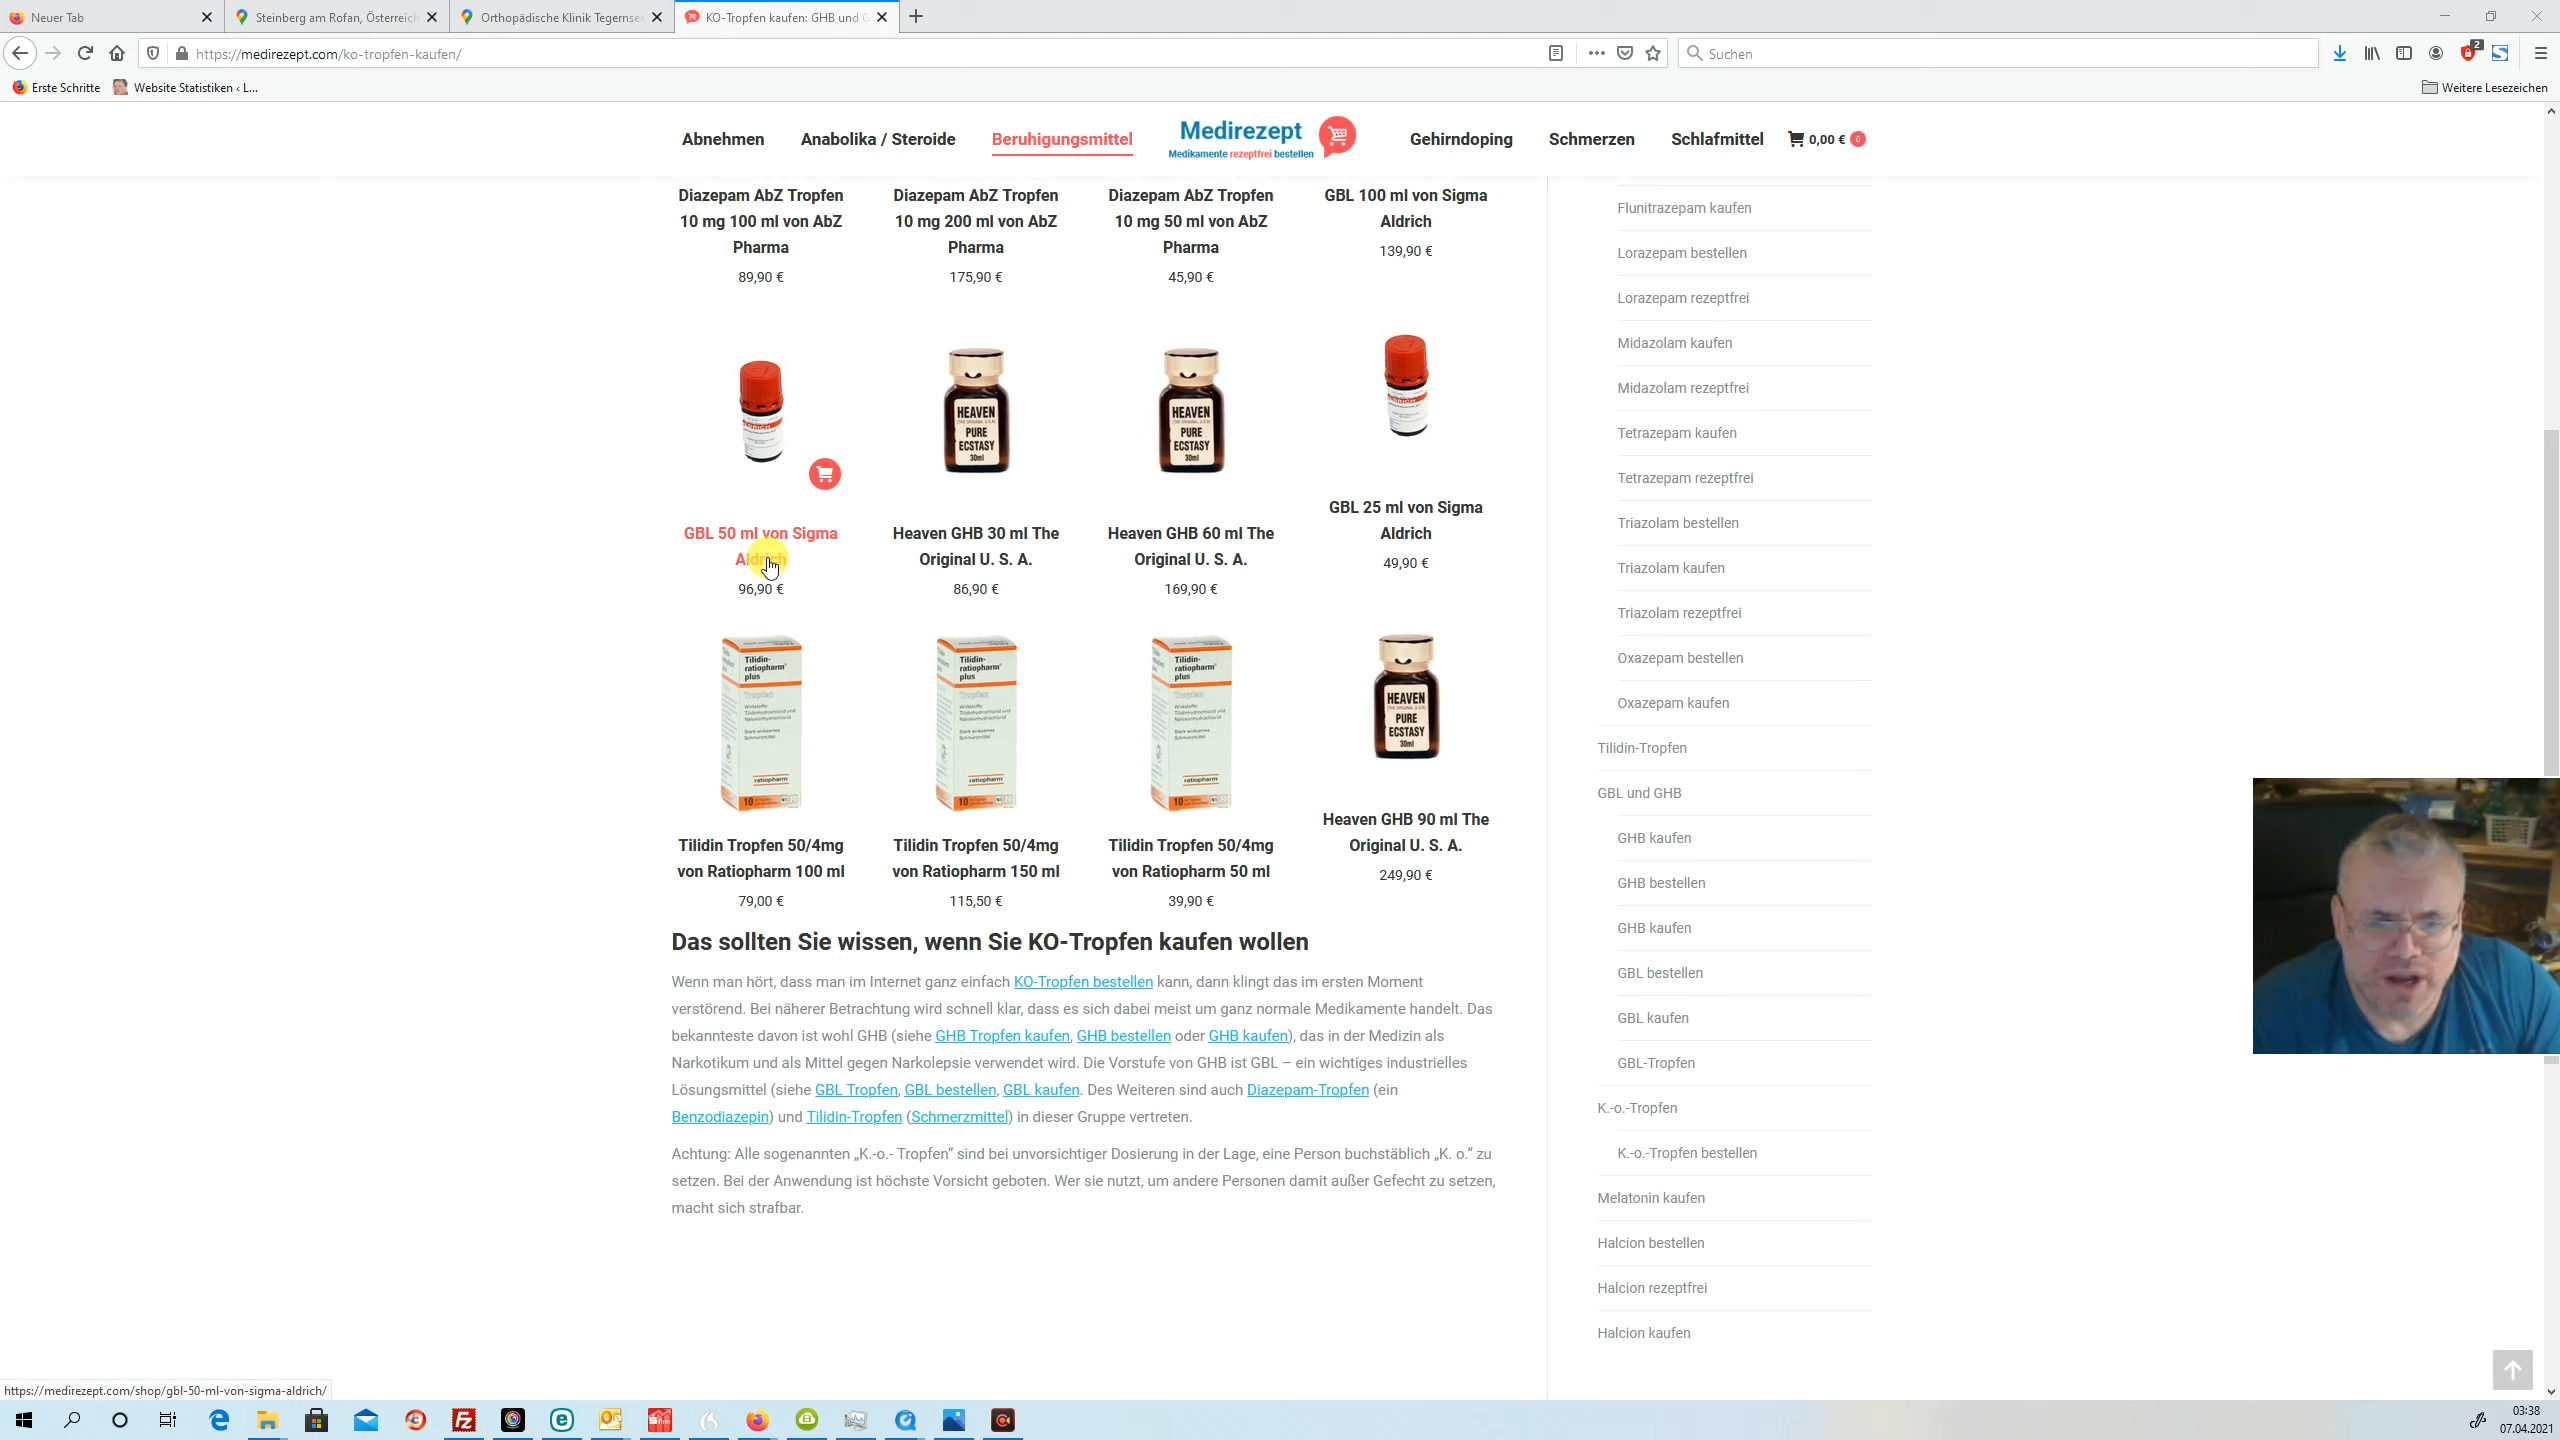 Neuer Tab
Steinberg am Rofan, Österreich
Orthopädische Klinik Tegernsee
KO-Tropfen kaufen: GHB und G
https://medirezept.com/ko-tropfen-kaufen/
Suchen
2
Erste Schritte
Website Statistiken ‹ L...
Weitere Lesezeichen
Abnehmen
Anabolika / Steroide
Beruhigungsmittel
Medirezept
Medikamente rezeptfrei bestellen
Gehirndoping
Schmerzen
Schlafmittel
0,00 € 0
Diazepam AbZ Tropfen
10 mg 100 ml von AbZ
Pharma
89,90 €
Diazepam AbZ Tropfen
10 mg 200 ml von AbZ
Pharma
175,90 €
Diazepam AbZ Tropfen
10 mg 50 ml von AbZ
Pharma
45,90 €
GBL 100 ml von Sigma
Aldrich
139,90 €
GBL 50 ml von Sigma
Aldrich
96,90 €
HEAVEN
PURE
ECSTASY
30ml
Heaven GHB 30 ml The
Original U. S. A.
86,90 €
HEAVEN
PURE
ECSTASY
30ml
Heaven GHB 60 ml The
Original U. S. A.
169,90 €
GBL 25 ml von Sigma
Aldrich
49,90 €
Tilidin-
ratiopharm®
plus
Tropfen
ratiopharm
10
Tilidin Tropfen 50/4mg
von Ratiopharm 100 ml
79,00 €
Tilidin-
ratiopharm®
plus
Tropfen
ratiopharm
10
Tilidin Tropfen 50/4mg
von Ratiopharm 150 ml
115,50 €
Tilidin-
ratiopharm®
plus
Tropfen
ratiopharm
10
Tilidin Tropfen 50/4mg
von Ratiopharm 50 ml
39,90 €
HEAVEN
PURE
ECSTASY
30ml
Heaven GHB 90 ml The
Original U. S. A.
249,90 €
Das sollten Sie wissen, wenn Sie KO-Tropfen kaufen wollen
Wenn man hört, dass man im Internet ganz einfach KO-Tropfen bestellen kann, dann klingt das im ersten Moment
verstörend. Bei näherer Betrachtung wird schnell klar, dass es sich dabei meist um ganz normale Medikamente handelt. Das
bekannteste davon ist wohl GHB (siehe GHB Tropfen kaufen, GHB bestellen oder GHB kaufen), das in der Medizin als
Narkotikum und als Mittel gegen Narkolepsie verwendet wird. Die Vorstufe von GHB ist GBL – ein wichtiges industrielles
Lösungsmittel (siehe GBL Tropfen, GBL bestellen, GBL kaufen. Des Weiteren sind auch Diazepam-Tropfen (ein
Benzodiazepin) und Tilidin-Tropfen (Schmerzmittel) in dieser Gruppe vertreten.
Achtung: Alle sogenannten „K.-o.- Tropfen“ sind bei unvorsichtiger Dosierung in der Lage, eine Person buchstäblich „K. o.“ zu
setzen. Bei der Anwendung ist höchste Vorsicht geboten. Wer sie nutzt, um andere Personen damit außer Gefecht zu setzen,
macht sich strafbar.
Flunitrazepam kaufen
Lorazepam bestellen
Lorazepam rezeptfrei
Midazolam kaufen
Midazolam rezeptfrei
Tetrazepam kaufen
Tetrazepam rezeptfrei
Triazolam bestellen
Triazolam kaufen
Triazolam rezeptfrei
Oxazepam bestellen
Oxazepam kaufen
Tilidin-Tropfen
GBL und GHB
GHB kaufen
GHB bestellen
GHB kaufen
GBL bestellen
GBL kaufen
GBL-Tropfen
K.-o.-Tropfen
K.-o.-Tropfen bestellen
Melatonin kaufen
Halcion bestellen
Halcion rezeptfrei
Halcion kaufen
https://medirezept.com/shop/gbl-50-ml-von-sigma-aldrich/
03:38
07.04.2021